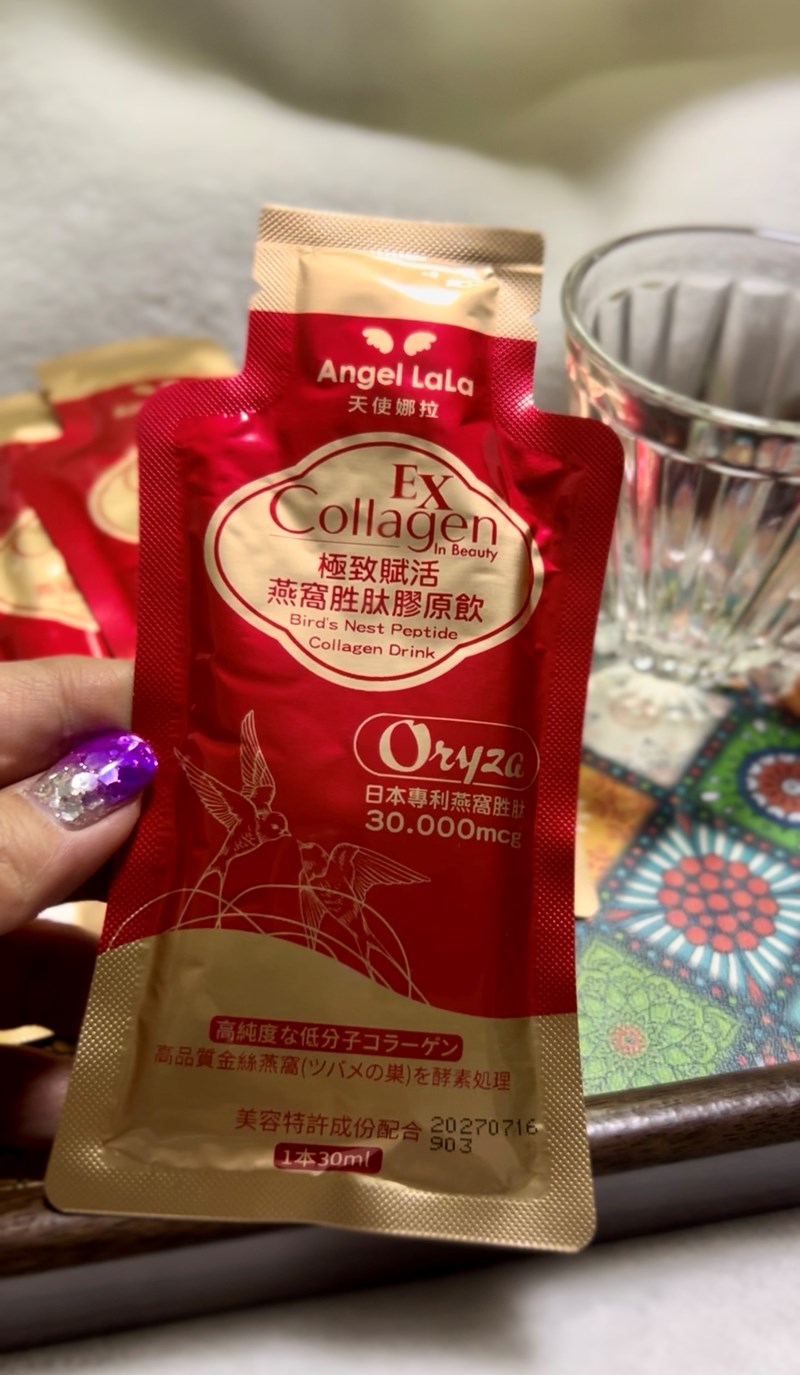 Angel LaLa
天使娜拉
EX
Collagen
In Beauty
極致賦活
燕窩胜肽膠原飲
Bird's Nest Peptide
Collagen Drink
Oryza
日本專利燕窩胜肽
30.000mcg
高純度な低分子コラーゲン
高品質金絲燕窩(ツバメの巣)を酵素処理
美容特許成份配合 20270716
903
1本30ml